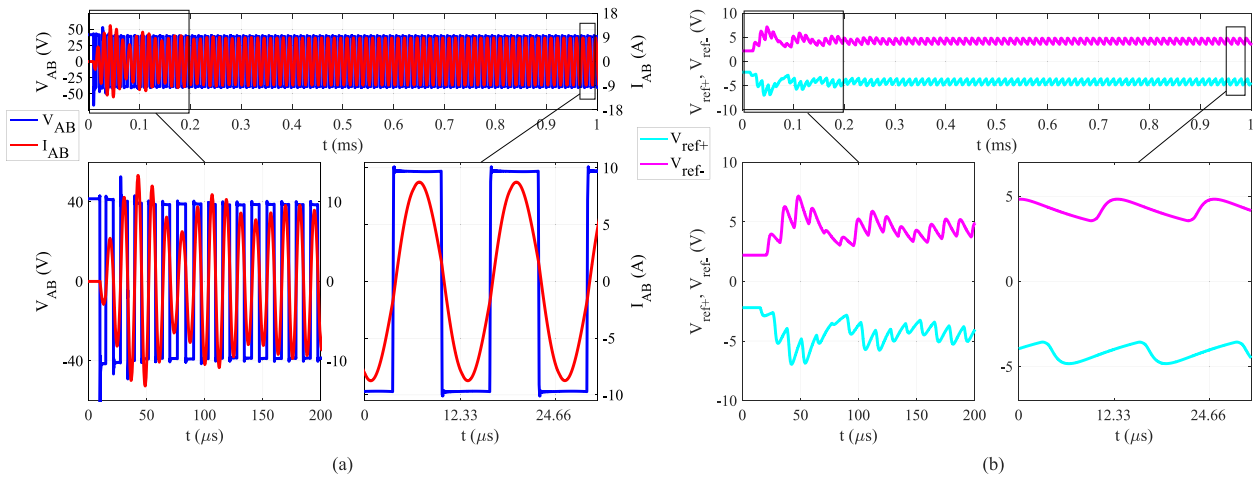 50
25
0
-25
-50
V_AB (V)
18
9
0
-9
-18
I_AB (A)
0 0.1 0.2 0.3 0.4 0.5 0.6 0.7 0.8 0.9 1
t (ms)
V_AB
I_AB
40
0
-40
V_AB (V)
10
0
-10
0 50 100 150 200
t (μs)
10
5
0
-5
-10
I_AB (A)
0 12.33 24.66
t (μs)
(a)
10
5
0
-5
-10
V_ref+, V_ref- (V)
0 0.1 0.2 0.3 0.4 0.5 0.6 0.7 0.8 0.9 1
t (ms)
V_ref+
V_ref-
10
5
0
-5
-10
V_ref+, V_ref- (V)
0 50 100 150 200
t (μs)
5
0
-5
0 12.33 24.66
t (μs)
(b)